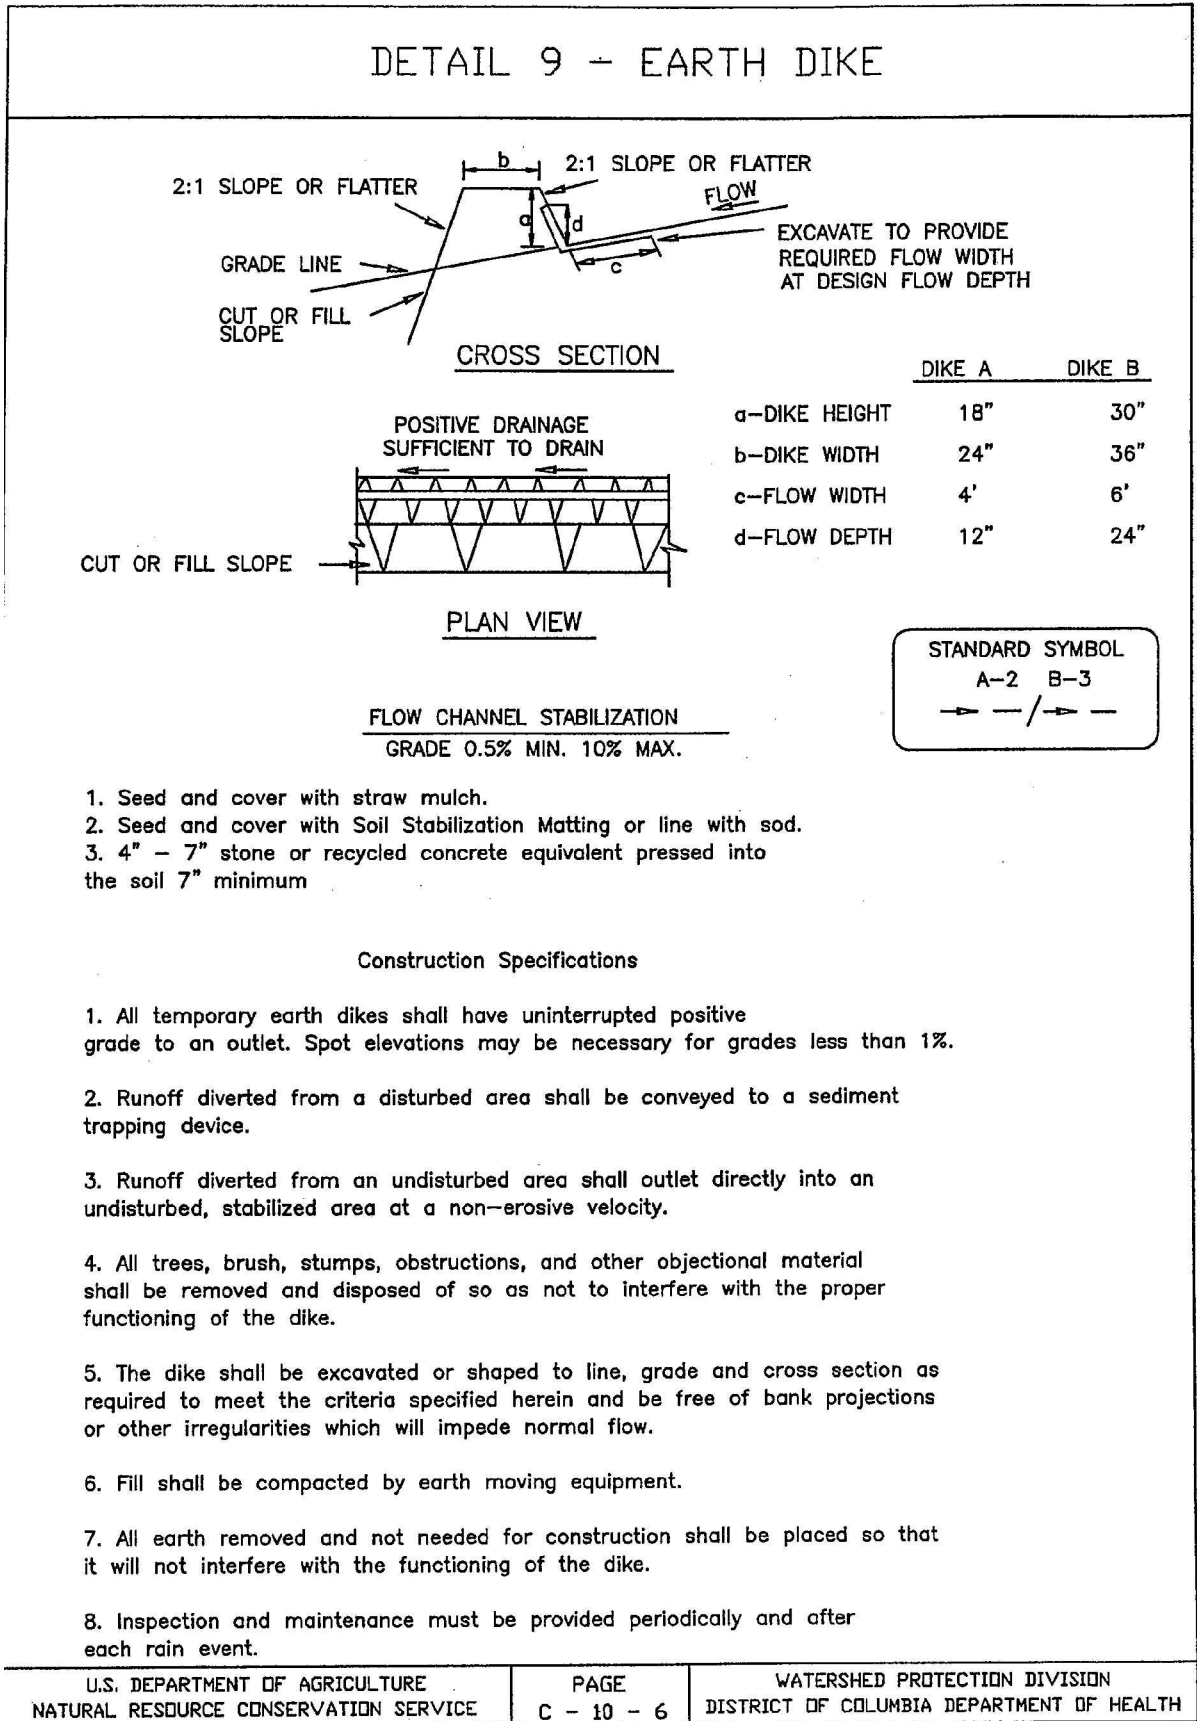 DETAIL 9 - EARTH DIKE
b
2:1 SLOPE OR FLATTER
2:1 SLOPE OR FLATTER
FLOW
a
d
EXCAVATE TO PROVIDE
REQUIRED FLOW WIDTH
AT DESIGN FLOW DEPTH
GRADE LINE
c
CUT OR FILL
SLOPE
CROSS SECTION
DIKE A DIKE B
a-DIKE HEIGHT 18" 30"
b-DIKE WIDTH 24" 36"
c-FLOW WIDTH 4' 6'
d-FLOW DEPTH 12" 24"
POSITIVE DRAINAGE
SUFFICIENT TO DRAIN
CUT OR FILL SLOPE
PLAN VIEW
STANDARD SYMBOL
A-2 B-3
FLOW CHANNEL STABILIZATION
GRADE 0.5% MIN. 10% MAX.
1. Seed and cover with straw mulch.
2. Seed and cover with Soil Stabilization Matting or line with sod.
3. 4" - 7" stone or recycled concrete equivalent pressed into
the soil 7" minimum
Construction Specifications
1. All temporary earth dikes shall have uninterrupted positive
grade to an outlet. Spot elevations may be necessary for grades less than 1%.
2. Runoff diverted from a disturbed area shall be conveyed to a sediment
trapping device.
3. Runoff diverted from an undisturbed area shall outlet directly into an
undisturbed, stabilized area at a non-erosive velocity.
4. All trees, brush, stumps, obstructions, and other objectional material
shall be removed and disposed of so as not to interfere with the proper
functioning of the dike.
5. The dike shall be excavated or shaped to line, grade and cross section as
required to meet the criteria specified herein and be free of bank projections
or other irregularities which will impede normal flow.
6. Fill shall be compacted by earth moving equipment.
7. All earth removed and not needed for construction shall be placed so that
it will not interfere with the functioning of the dike.
8. Inspection and maintenance must be provided periodically and after
each rain event.
U.S. DEPARTMENT OF AGRICULTURE
NATURAL RESOURCE CONSERVATION SERVICE
PAGE
C - 10 - 6
WATERSHED PROTECTION DIVISION
DISTRICT OF COLUMBIA DEPARTMENT OF HEALTH